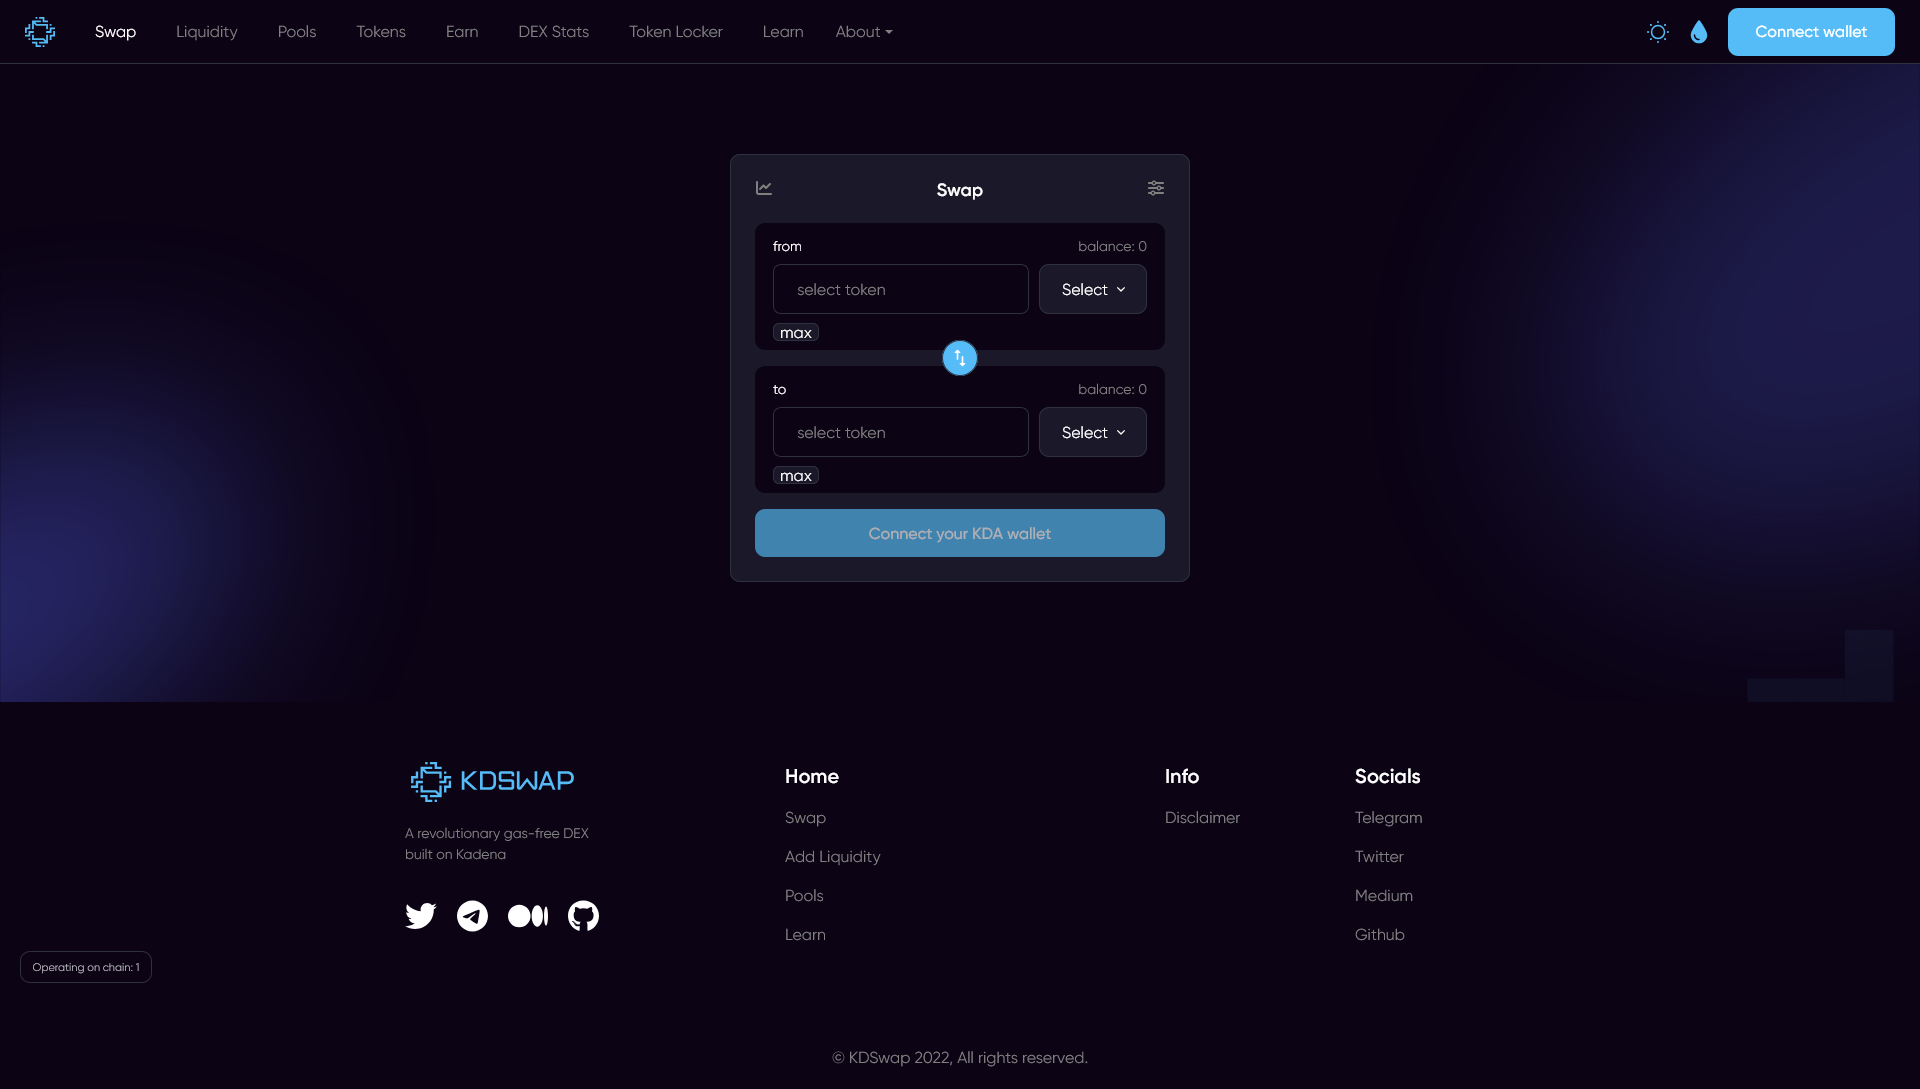 Swap
Liquidity
Pools
Tokens
Earn
DEX Stats
Token Locker
Learn
About
Connect wallet
Swap
from
balance: 0
select token
Select
max
to
balance: 0
select token
Select
max
Connect your KDA wallet
KDSWAP
A revolutionary gas-free DEX
built on Kadena
Home
Swap
Add Liquidity
Pools
Learn
Info
Disclaimer
Socials
Telegram
Twitter
Medium
Github
Operating on chain: 1
© KDSwap 2022, All rights reserved.